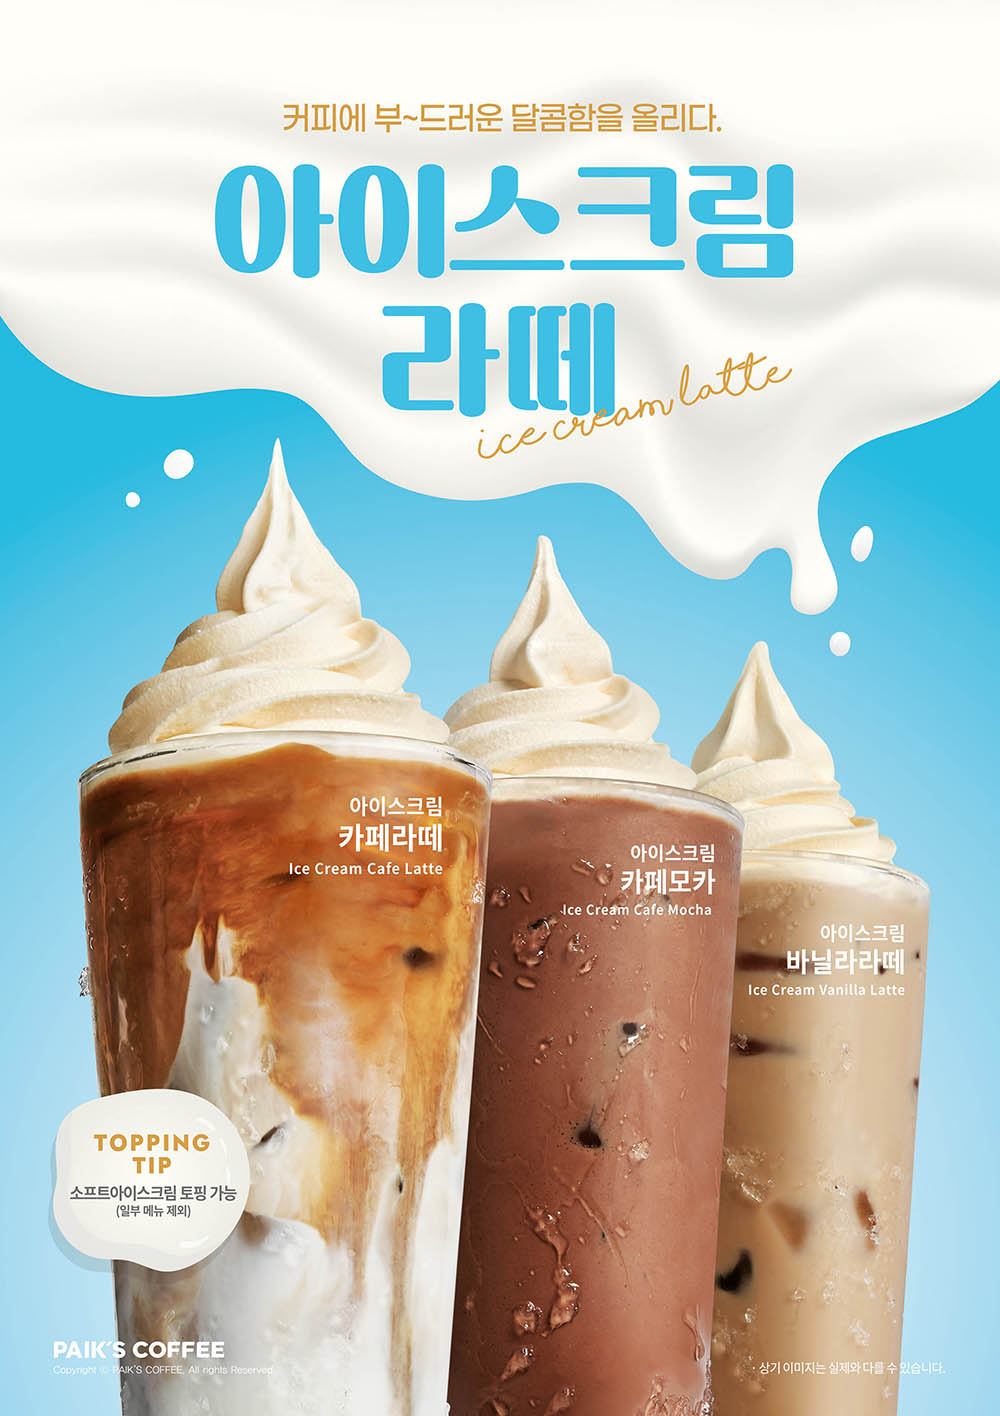 커피에 부~드러운 달콤함을 올리다.
아이스크림
라떼
ice cream latte
아이스크림
카페라떼
Ice Cream Cafe Latte
아이스크림
카페모카
Ice Cream Cafe Mocha
아이스크림
바닐라라떼
Ice Cream Vanilla Latte
TOPPING
TIP
소프트아이스크림 토핑 가능
(일부 메뉴 제외)
PAIK'S COFFEE
Copyright © PAIK'S COFFEE. All rights Reserved.
* 상기 이미지는 실제와 다를 수 있습니다.